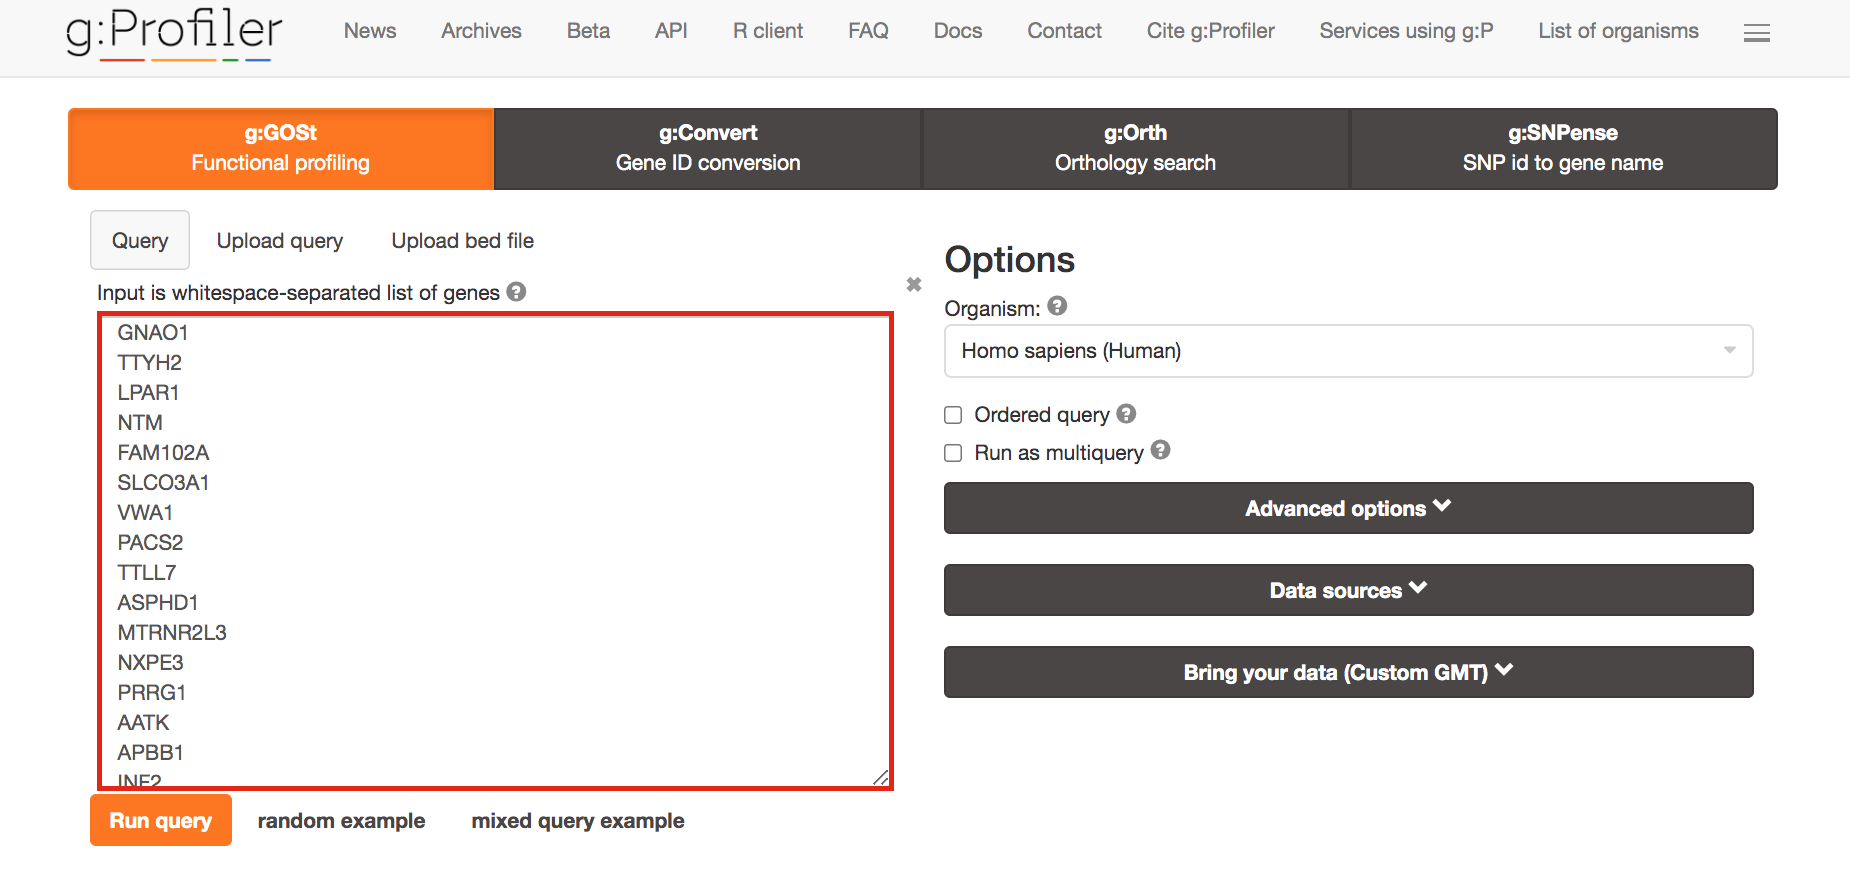 g:Profiler
News Archives Beta API R client FAQ Docs Contact Cite g:Profiler Services using g:P List of organisms
g:GOSt
Functional profiling
g:Convert
Gene ID conversion
g:Orth
Orthology search
g:SNPense
SNP id to gene name
Query Upload query Upload bed file
Input is whitespace-separated list of genes ?
GNAO1
TTYH2
LPAR1
NTM
FAM102A
SLCO3A1
VWA1
PACS2
TTLL7
ASPHD1
MTRNR2L3
NXPE3
PRRG1
AATK
APBB1
INF2
Run query random example mixed query example
Options
Organism: ?
Homo sapiens (Human)
Ordered query ?
Run as multiquery ?
Advanced options
Data sources
Bring your data (Custom GMT)